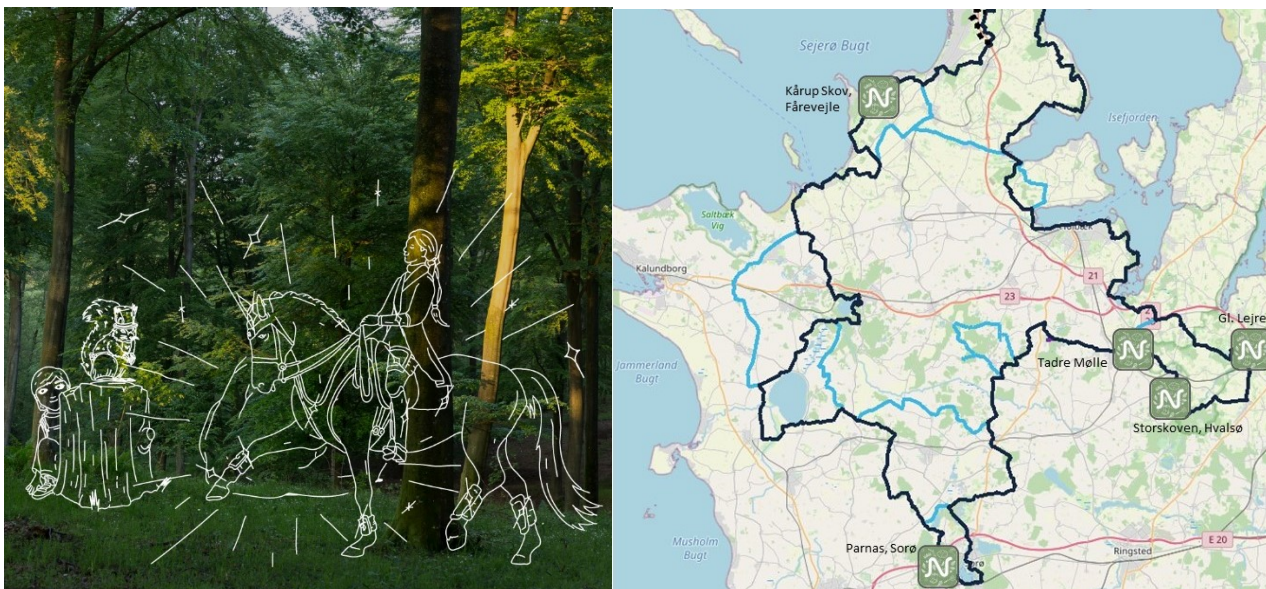 Sejerø Bugt
Kårup Skov,
Fårevejle
Isefjorden
Saltbæk
Vig
Kalundborg
21
23
2
Gl. Lejre
Jammerland
Bugt
Tadre Mølle
Storskoven, Hvalsø
Musholm
Bugt
Parnas, Sorø
Ringsted
E 20